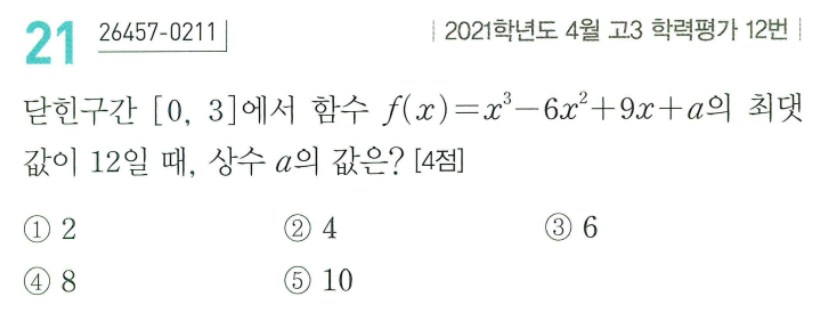 21 26457-0211 | 2021학년도 4월 고3 학력평가 12번 |
닫힌구간 [0, 3]에서 함수 f(x)=x³-6x²+9x+a의 최댓
값이 12일 때, 상수 a의 값은? [4점]
① 2 ② 4 ③ 6
④ 8 ⑤ 10